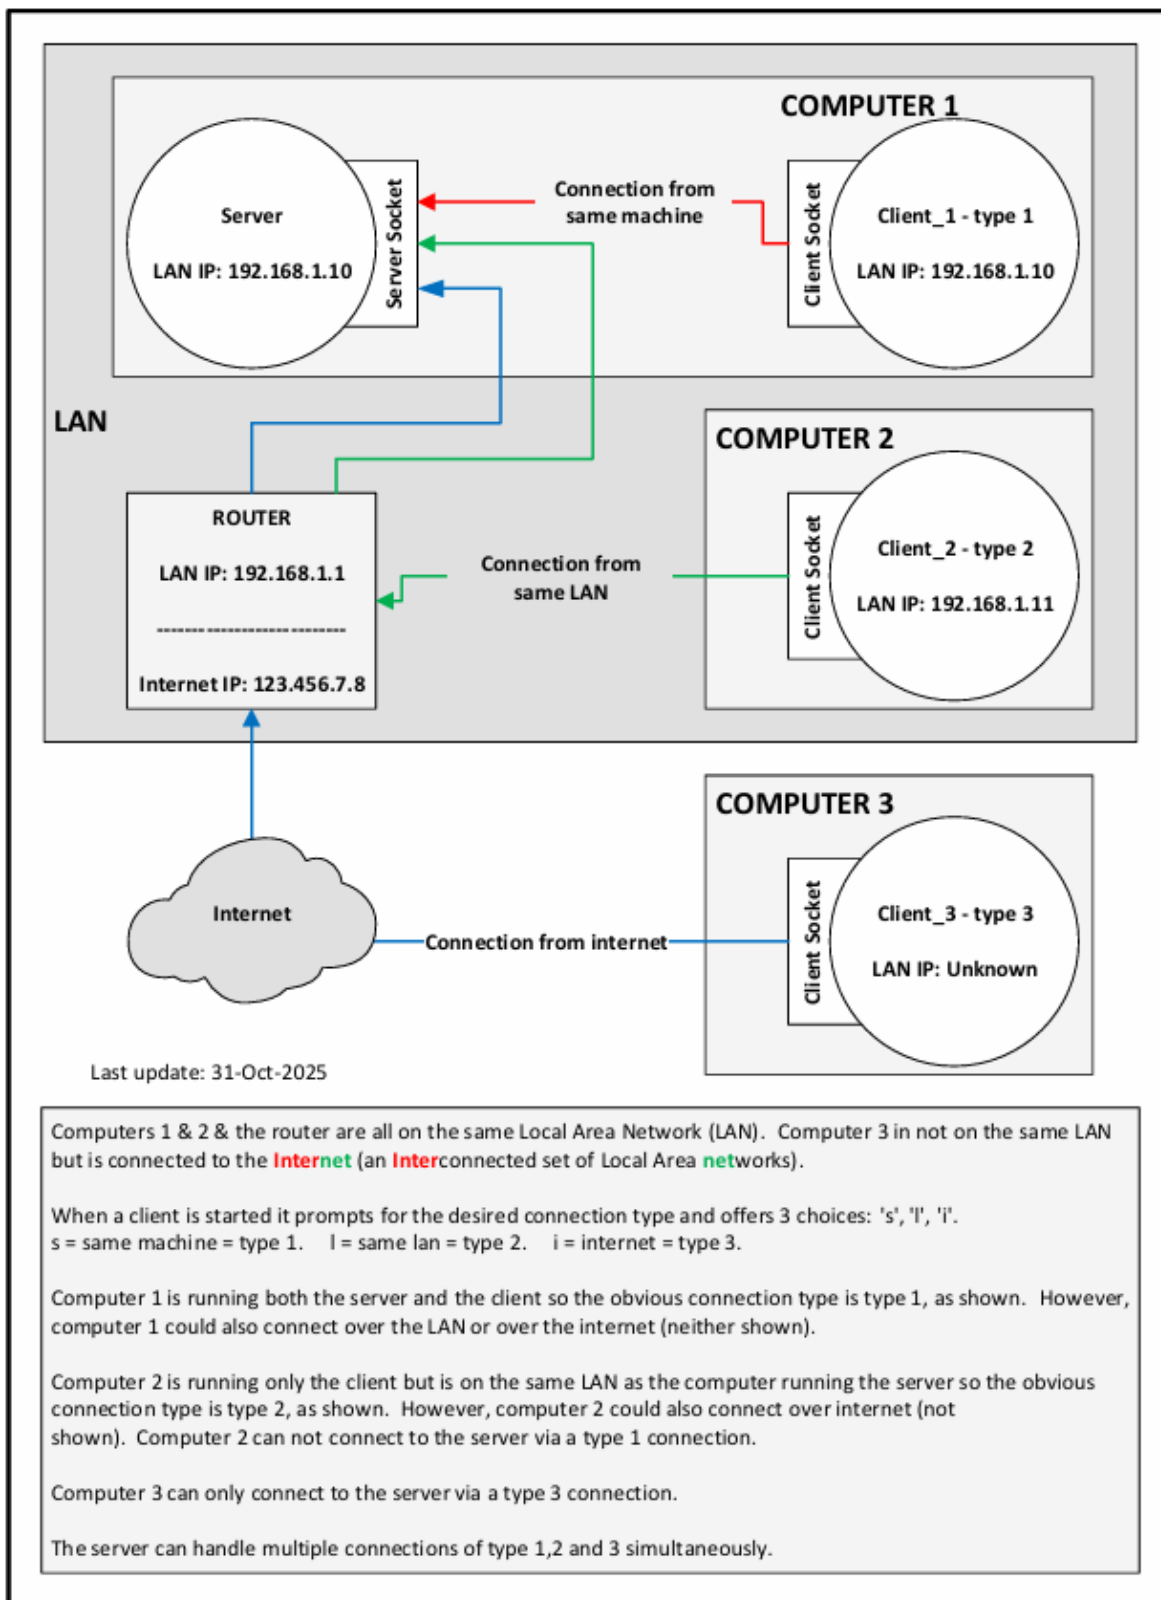 COMPUTER 1
Server
LAN IP: 192.168.1.10
Server Socket
Connection from
same machine
Client Socket
Client_1 - type 1
LAN IP: 192.168.1.10
LAN
COMPUTER 2
ROUTER
LAN IP: 192.168.1.1
---------------------------
Internet IP: 123.456.7.8
Connection from
same LAN
Client Socket
Client_2 - type 2
LAN IP: 192.168.1.11
COMPUTER 3
Internet
Connection from internet
Client Socket
Client_3 - type 3
LAN IP: Unknown
Last update: 31-Oct-2025
Computers 1 & 2 & the router are all on the same Local Area Network (LAN).  Computer 3 in not on the same LAN
but is connected to the Internet (an Interconnected set of Local Area networks).
When a client is started it prompts for the desired connection type and offers 3 choices: 's', 'l', 'i'.
s = same machine = type 1.    l = same lan = type 2.    i = internet = type 3.
Computer 1 is running both the server and the client so the obvious connection type is type 1, as shown.  However,
computer 1 could also connect over the LAN or over the internet (neither shown).
Computer 2 is running only the client but is on the same LAN as the computer running the server so the obvious
connection type is type 2, as shown.  However, computer 2 could also connect over internet (not
shown).  Computer 2 can not connect to the server via a type 1 connection.
Computer 3 can only connect to the server via a type 3 connection.
The server can handle multiple connections of type 1,2 and 3 simultaneously.